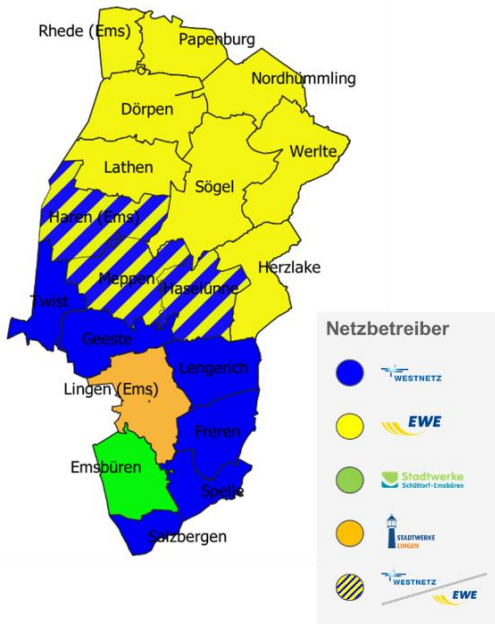 Rhede (Ems)
Papenburg
Nordhümmling
Dörpen
Werlte
Lathen
Sögel
Haren (Ems)
Herzlake
Meppen
Haselünne
Twist
Geeste
Lengerich
Lingen (Ems)
Freren
Emsbüren
Spelle
Salzbergen
Netzbetreiber
WESTNETZ
EWE
Stadtwerke
Schüttorf-Emsbüren
STADTWERKE
LINGEN
WESTNETZ
EWE